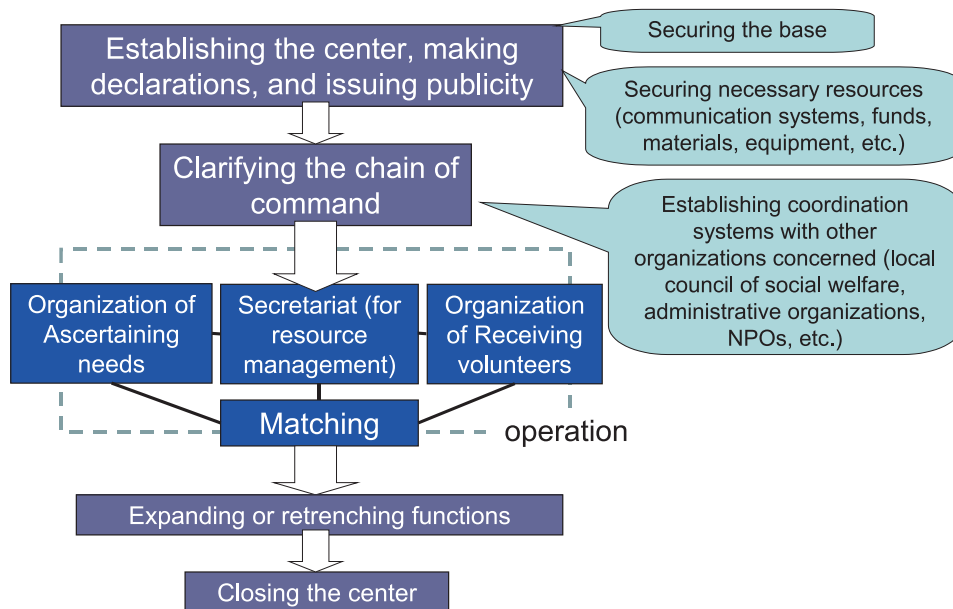 Establishing the center, making
declarations, and issuing publicity
Securing the base
Securing necessary resources
(communication systems, funds,
materials, equipment, etc.)
Clarifying the chain of
command
Establishing coordination
systems with other
organizations concerned (local
council of social welfare,
administrative organizations,
NPOs, etc.)
Organization of
Ascertaining
needs
Secretariat (for
resource
management)
Organization
of Receiving
volunteers
Matching
operation
Expanding or retrenching functions
Closing the center